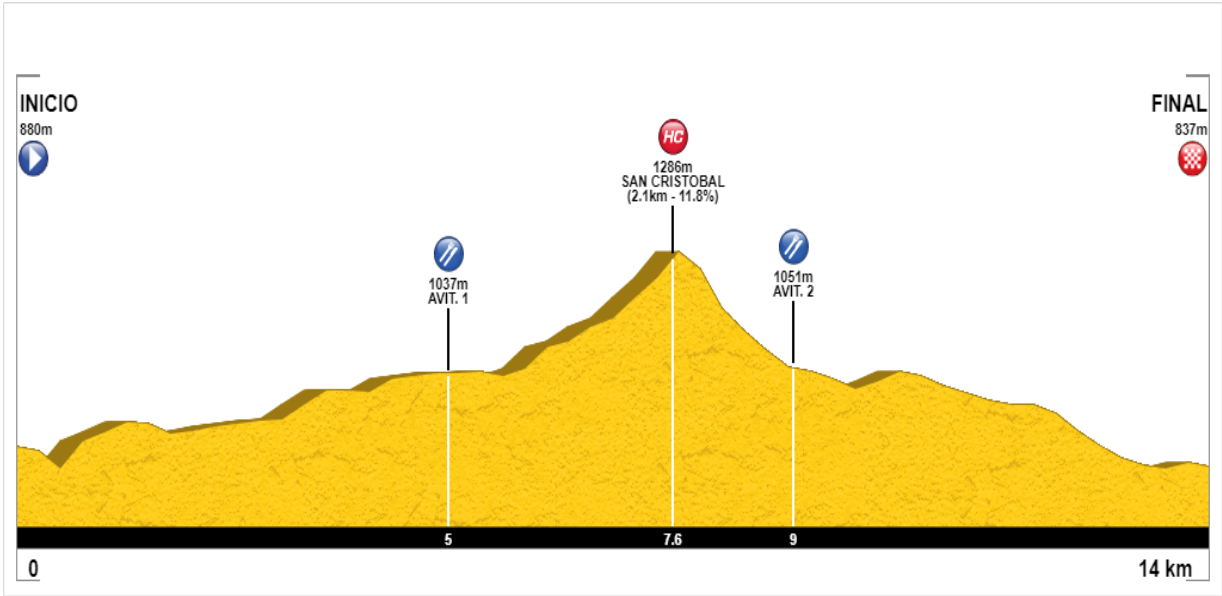 INICIO
880m
FINAL
837m
HC
1286m
SAN CRISTOBAL
(2.1km - 11.8%)
1037m
AVIT. 1
1051m
AVIT. 2
5
7.6
9
0
14 km